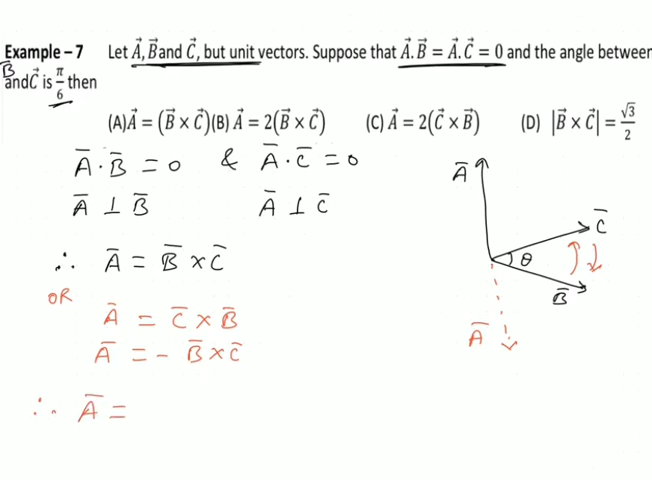 Example – 7 Let A⃗, B⃗ and C⃗, but unit vectors. Suppose that A⃗.B⃗ = A⃗.C⃗ = 0 and the angle between
B̅
andC⃗ is π/6 then
(A)A⃗ = (B⃗ × C⃗)(B) A⃗ = 2(B⃗ × C⃗) (C) A⃗ = 2(C⃗ × B⃗) (D) |B⃗ × C⃗| = √3/2
A̅ · B̅ = 0 & A̅ · C̅ = 0
A̅ ⊥ B̅ A̅ ⊥ C̅
∴ A̅ = B̅ × C̅
OR
A̅ = C̅ × B̅
A̅ = – B̅ × C̅
∴ A̅ =
A̅
C̅
θ
B̅
A̅